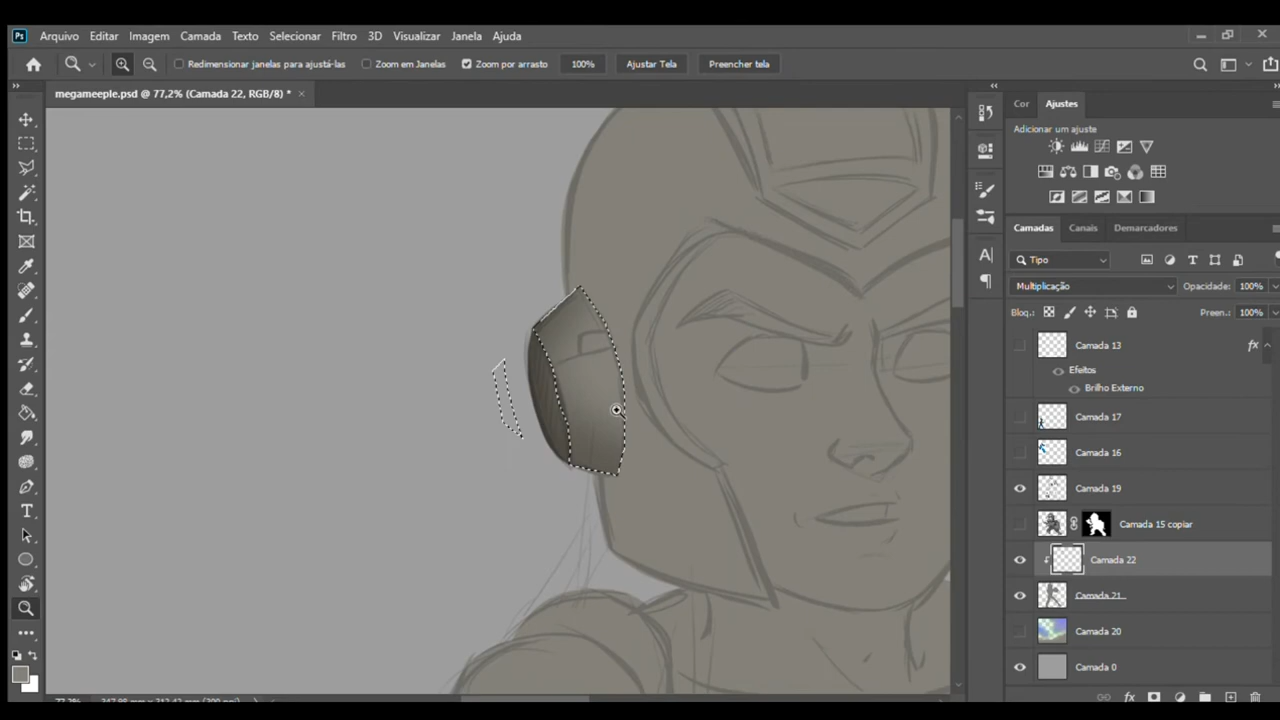 Ps Arquivo Editar Imagem Camada Texto Selecionar Filtro 3D Visualizar Janela Ajuda
Redimensionar janelas para ajustá-las Zoom em Janelas Zoom por arrasto 100% Ajustar Tela Preencher tela
megameeple.psd @ 77,2% (Camada 22, RGB/8) *
Cor Ajustes
Adicionar um ajuste
Camadas Canais Demarcadores
Tipo
Multiplicação Opacidade: 100%
Bloq.: Preen.: 100%
Camada 13 fx
Efeitos
Brilho Externo
Camada 17
Camada 16
Camada 19
Camada 15 copiar
Camada 22
Camada 21
Camada 20
Camada 0